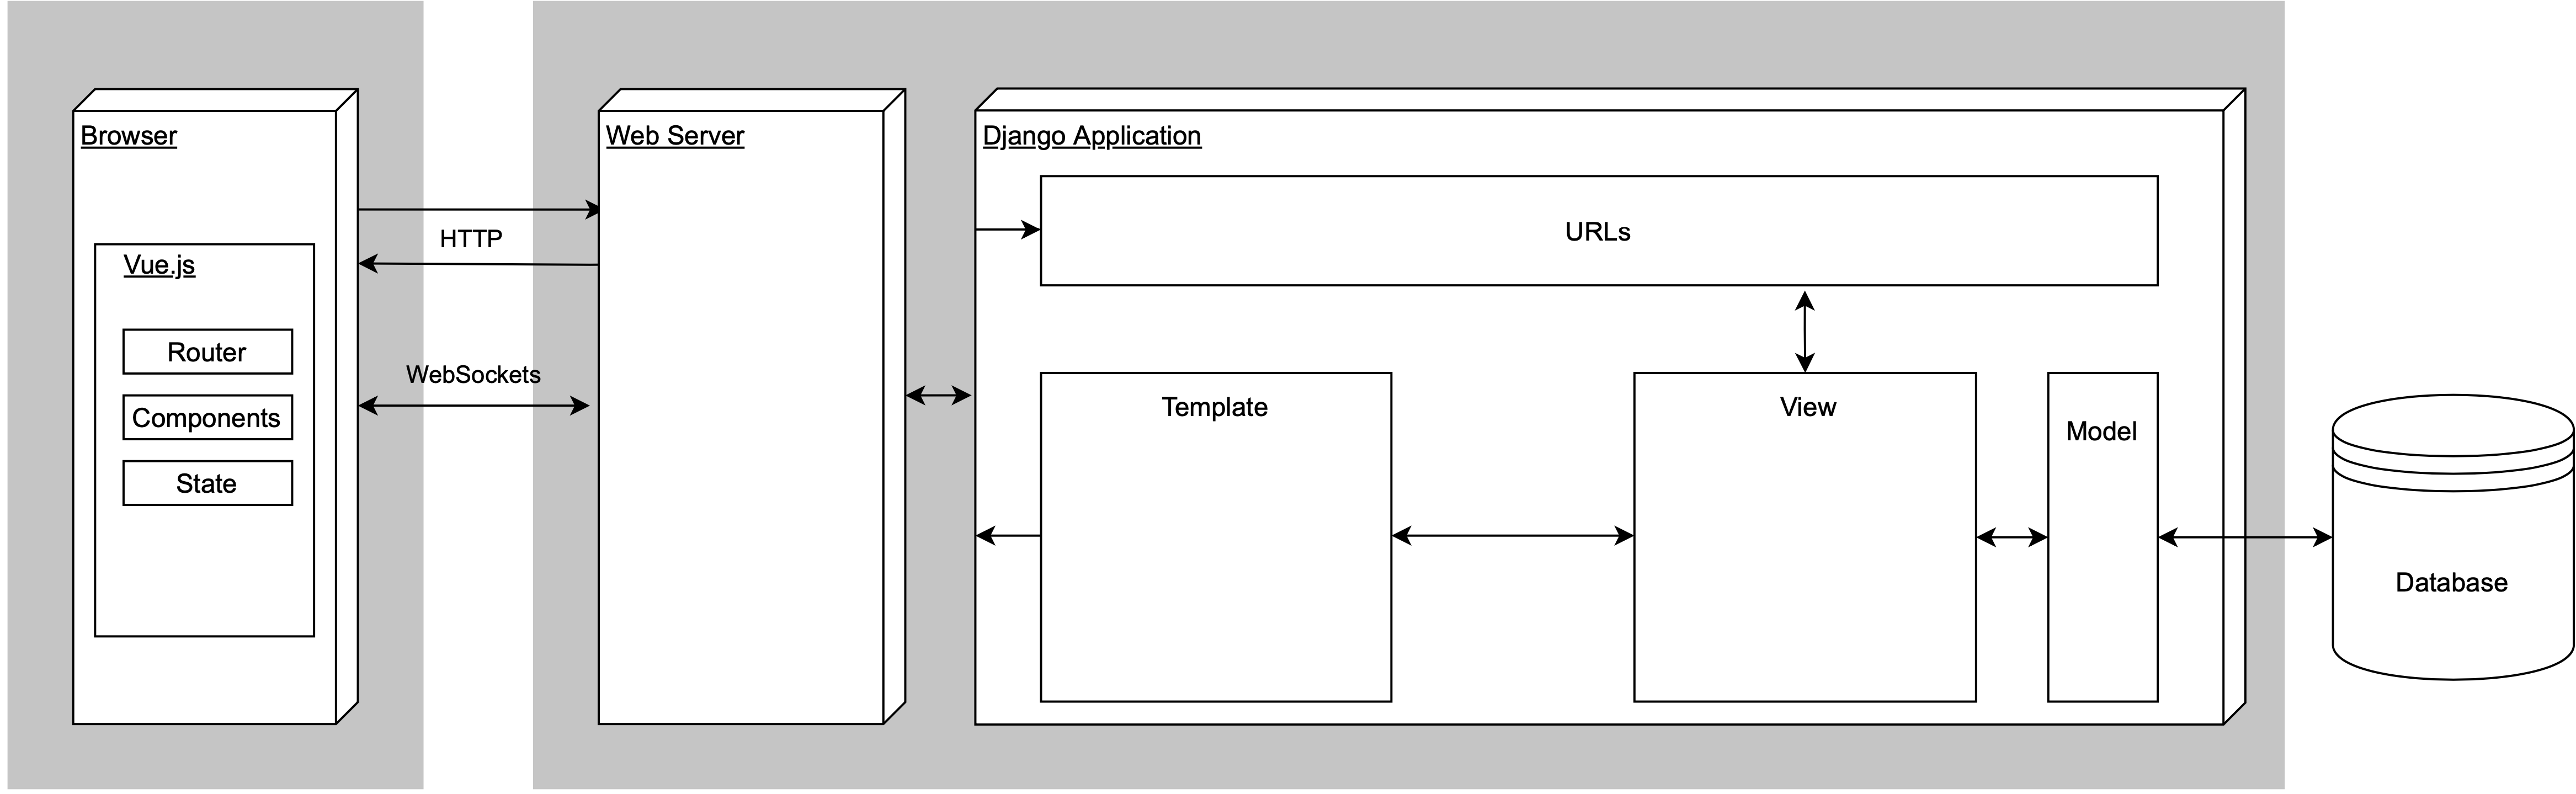 Browser
Vue.js
Router
Components
State
HTTP
WebSockets
Web Server
Django Application
URLs
Template
View
Model
Database